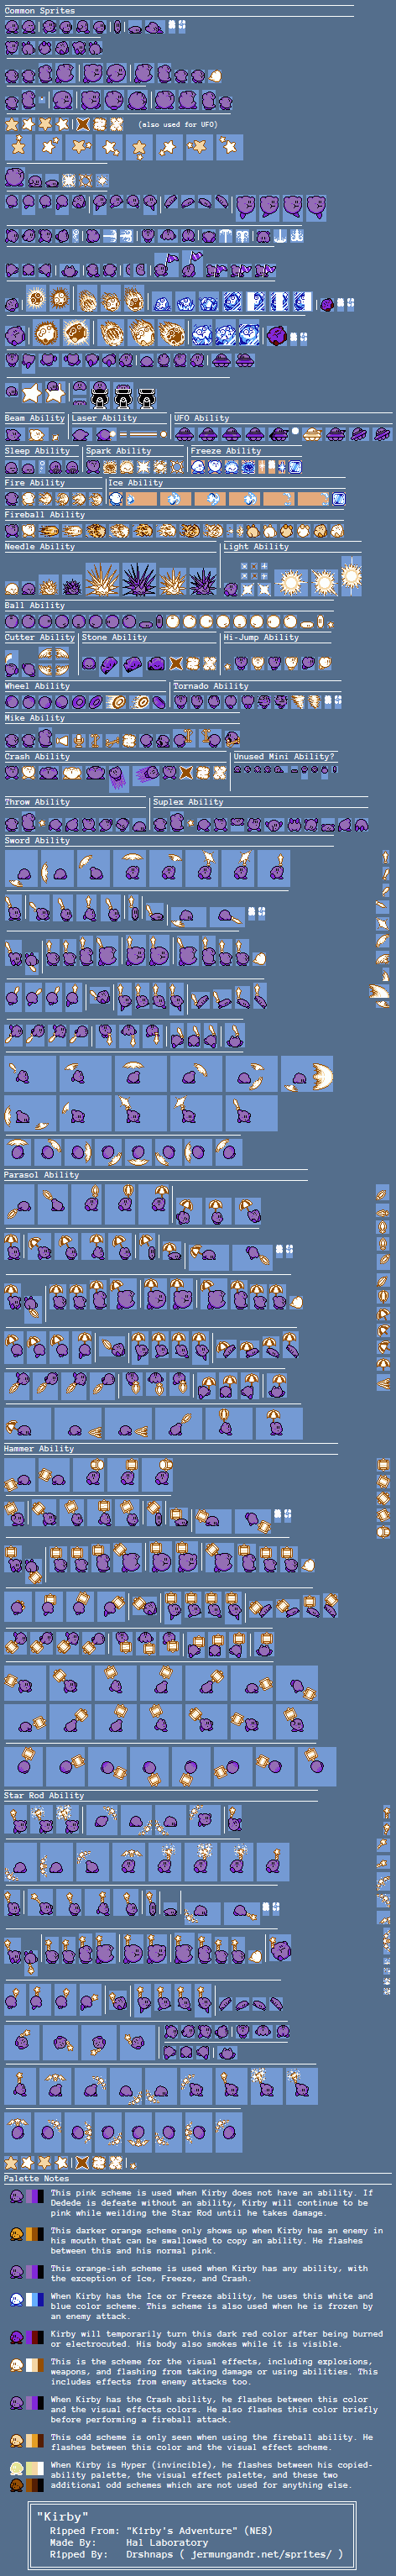 Common Sprites
(also used for UFO)
Beam Ability
Laser Ability
UFO Ability
Sleep Ability
Spark Ability
Freeze Ability
Fire Ability
Ice Ability
Fireball Ability
Needle Ability
Light Ability
Ball Ability
Cutter Ability
Stone Ability
Hi-Jump Ability
Wheel Ability
Tornado Ability
Mike Ability
Crash Ability
Unused Mini Ability?
Throw Ability
Suplex Ability
Sword Ability
Parasol Ability
Hammer Ability
Star Rod Ability
Palette Notes
This pink scheme is used when Kirby does not have an ability. If
Dedede is defeate without an ability, Kirby will continue to be
pink while weilding the Star Rod until he takes damage.
This darker orange scheme only shows up when Kirby has an enemy in
his mouth that can be swallowed to copy an ability. He flashes
between this and his normal pink.
This orange-ish scheme is used when Kirby has any ability, with
the exception of Ice, Freeze, and Crash.
When Kirby has the Ice or Freeze ability, he uses this white and
blue color scheme. This scheme is also used when he is frozen by
an enemy attack.
Kirby will temporarily turn this dark red color after being burned
or electrocuted. His body also smokes while it is visible.
This is the scheme for the visual effects, including explosions,
weapons, and flashing from taking damage or using abilities. This
includes effects from enemy attacks too.
When Kirby has the Crash ability, he flashes between this color
and the visual effects colors. He also flashes this color briefly
before performing a fireball attack.
This odd scheme is only seen when using the fireball ability. He
flashes between this color and the visual effect scheme.
When Kirby is Hyper (invincible), he flashes between his copied-
ability palette, the visual effect palette, and these two
additional odd schemes which are not used for anything else.
"Kirby"
Ripped From: "Kirby's Adventure" (NES)
Made By: Hal Laboratory
Ripped By: Drshnaps ( jermungandr.net/sprites/ )